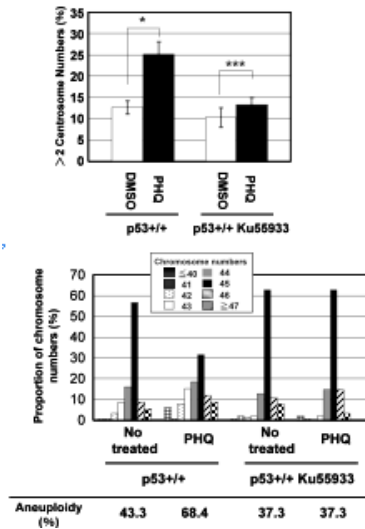 *
***
>2 Centrosome Numbers (%)
30
25
20
15
10
5
0
DMSO
PHQ
DMSO
PHQ
p53+/+
p53+/+ Ku55933
,
Proportion of chromosome
numbers (%)
70
60
50
40
30
20
10
0
Chromosome numbers
≤40 44
41 45
42 46
43 ≥47
No
treated
PHQ
No
treated
PHQ
p53+/+
p53+/+ Ku55933
Aneuploidy
(%)
43.3 68.4 37.3 37.3